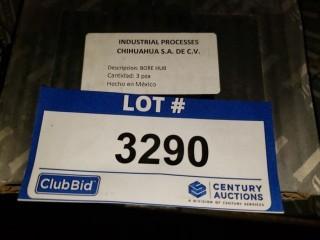 INDUSTRIAL PROCESSES
CHIHUAHUA S.A. DE C.V.
Descripcion: BORE HUB
Cantidad: 3 pza
Hecho en México
LOT #
3290
ClubBid
CENTURY
AUCTIONS
A DIVISION OF CENTURY SERVICES